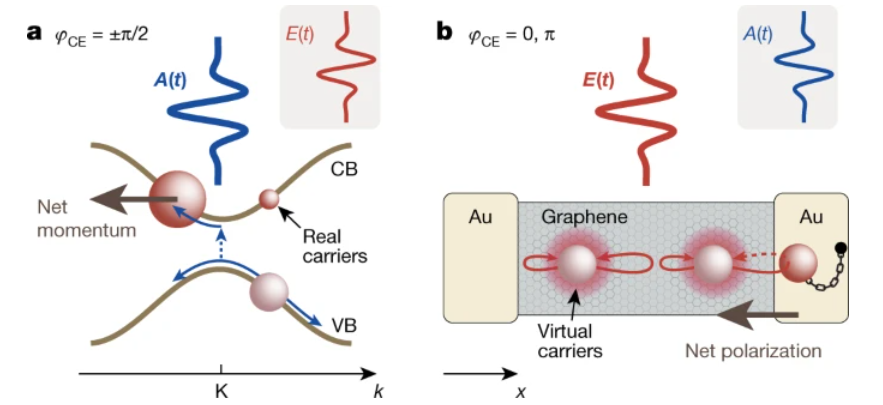 a φCE = ±π/2
E(t)
A(t)
CB
Net
momentum
Real
carriers
VB
K
k
b φCE = 0, π
A(t)
E(t)
Au
Graphene
Au
Virtual
carriers
Net polarization
x